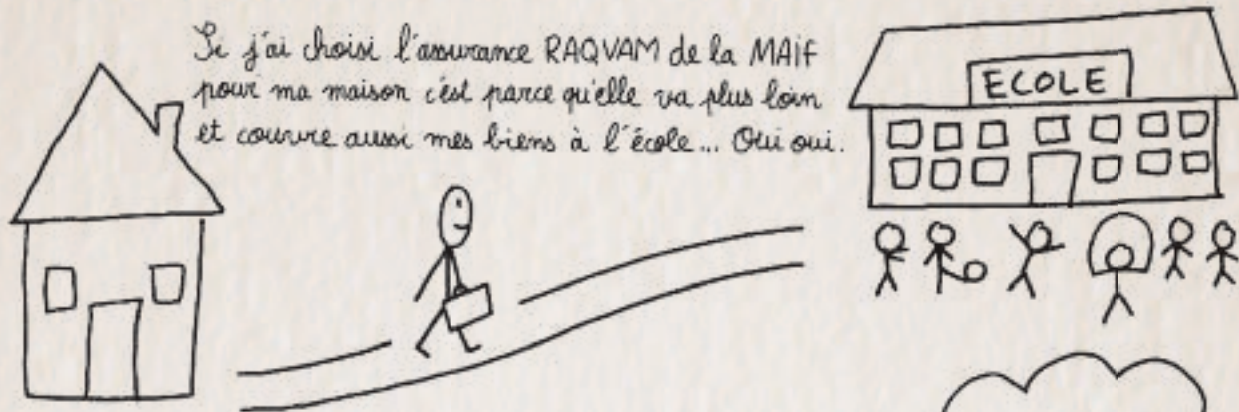 Si j'ai choisi l'assurance RAQVAM de la MAiF
pour ma maison c'est parce qu'elle va plus loin
et couvre aussi mes biens à l'école... Oui oui.
ECOLE